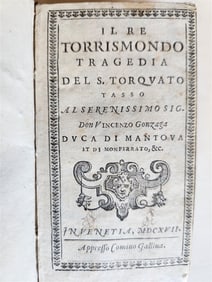 IL RE
TORRISMONDO
TRAGEDIA
DEL S. TORQVATO
TASSO
AL SERENISSIMO SIG.
Don VINCENZO Gonzaga
DVCA DI MANTOVA
ET DI MONFERRATO, &c.
IN VENETIA, MDCXVII.
Appresso Comino Gallina.